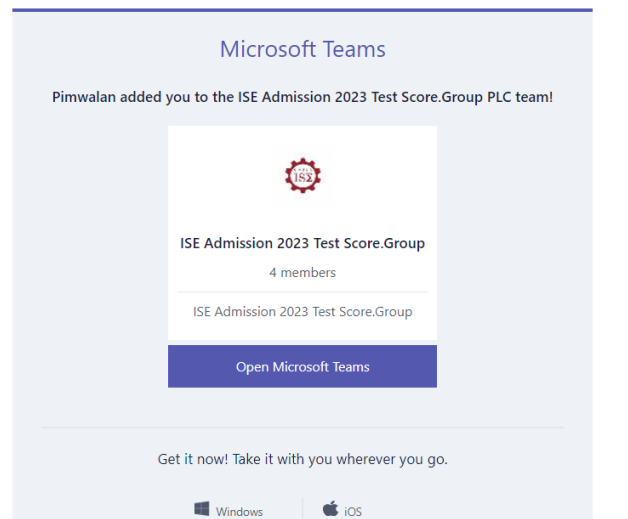 Microsoft Teams
Pimwalan added you to the ISE Admission 2023 Test Score.Group PLC team!
ISE
ISE Admission 2023 Test Score.Group
4 members
ISE Admission 2023 Test Score.Group
Open Microsoft Teams
Get it now! Take it with you wherever you go.
Windows
iOS